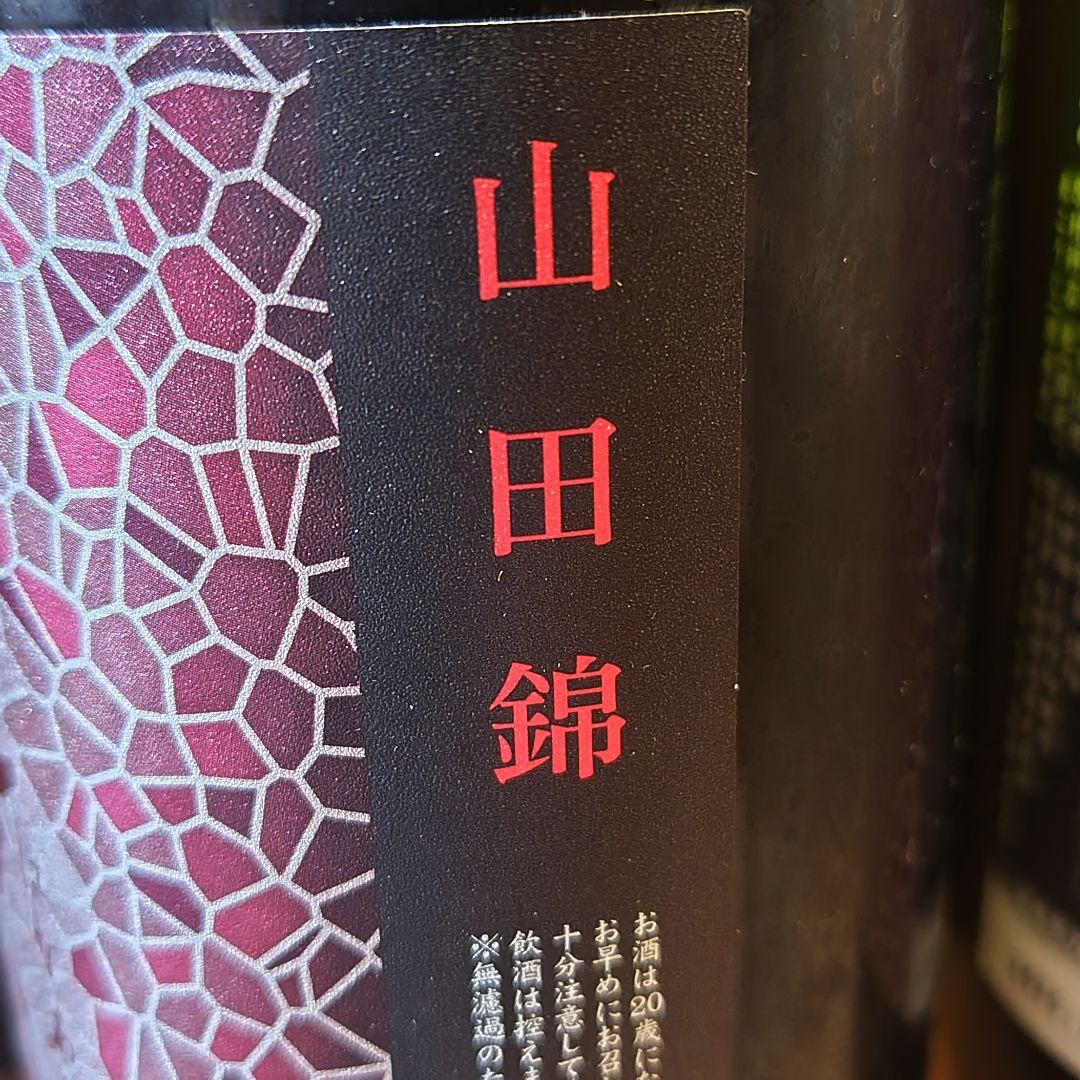 山田錦
お酒は20歳にな
お早めにお召
十分注意して
飲酒は控えま
※無濾過のた